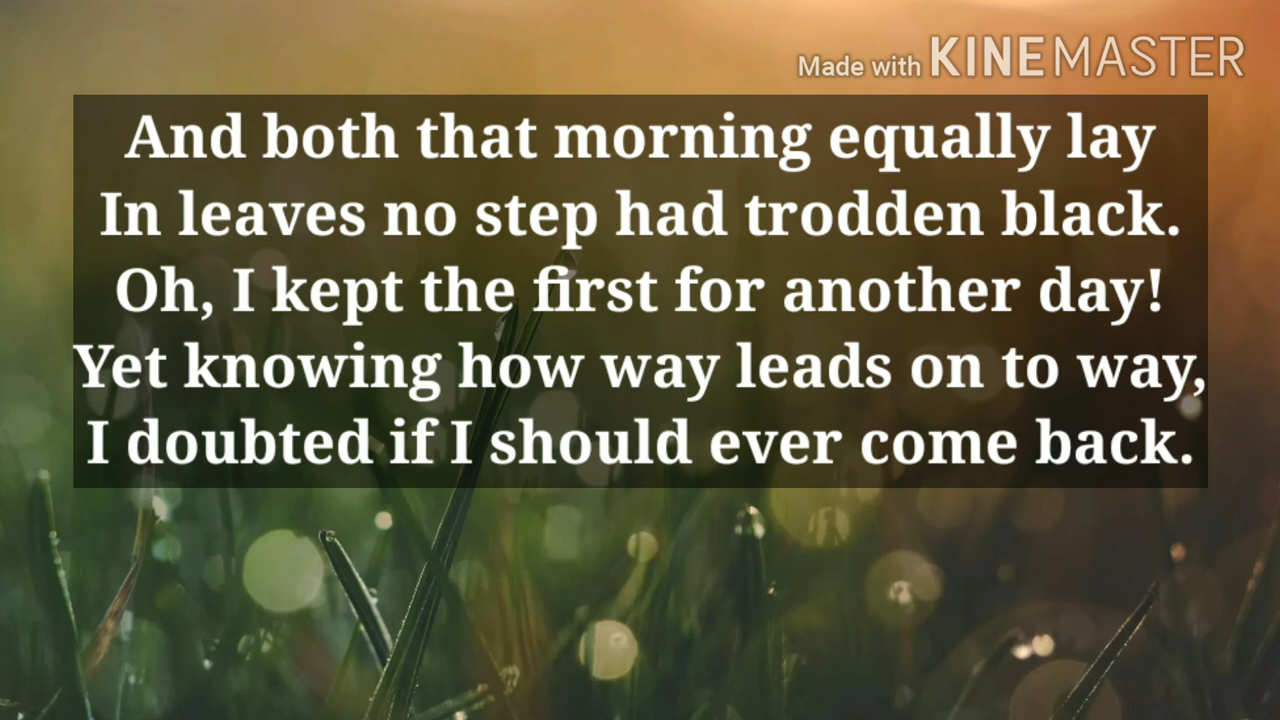 Made with KINEMASTER
And both that morning equally lay
In leaves no step had trodden black.
Oh, I kept the first for another day!
Yet knowing how way leads on to way,
I doubted if I should ever come back.